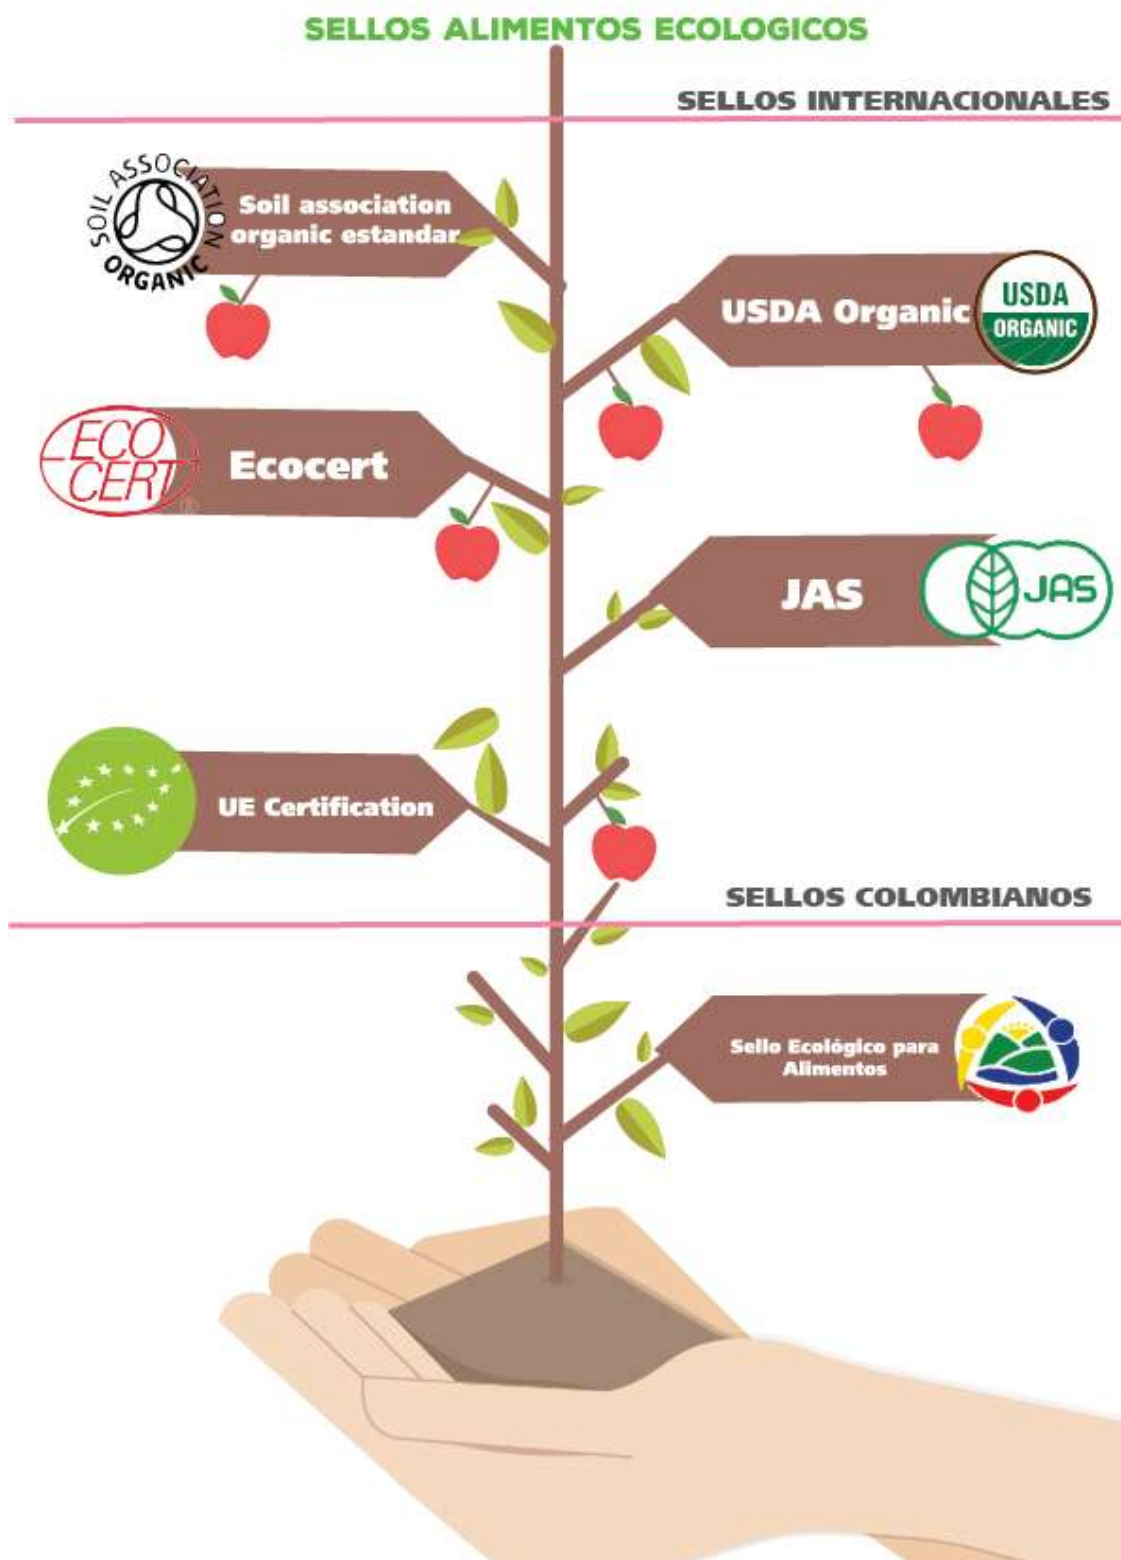 SELLOS ALIMENTOS ECOLOGICOS
SELLOS INTERNACIONALES
SOIL ASSOCIATION
ORGANIC
Soil association
organic estandar
USDA Organic
USDA
ORGANIC
ECO
CERT
®
Ecocert
JAS
JAS
UE Certification
SELLOS COLOMBIANOS
Sello Ecológico para
Alimentos